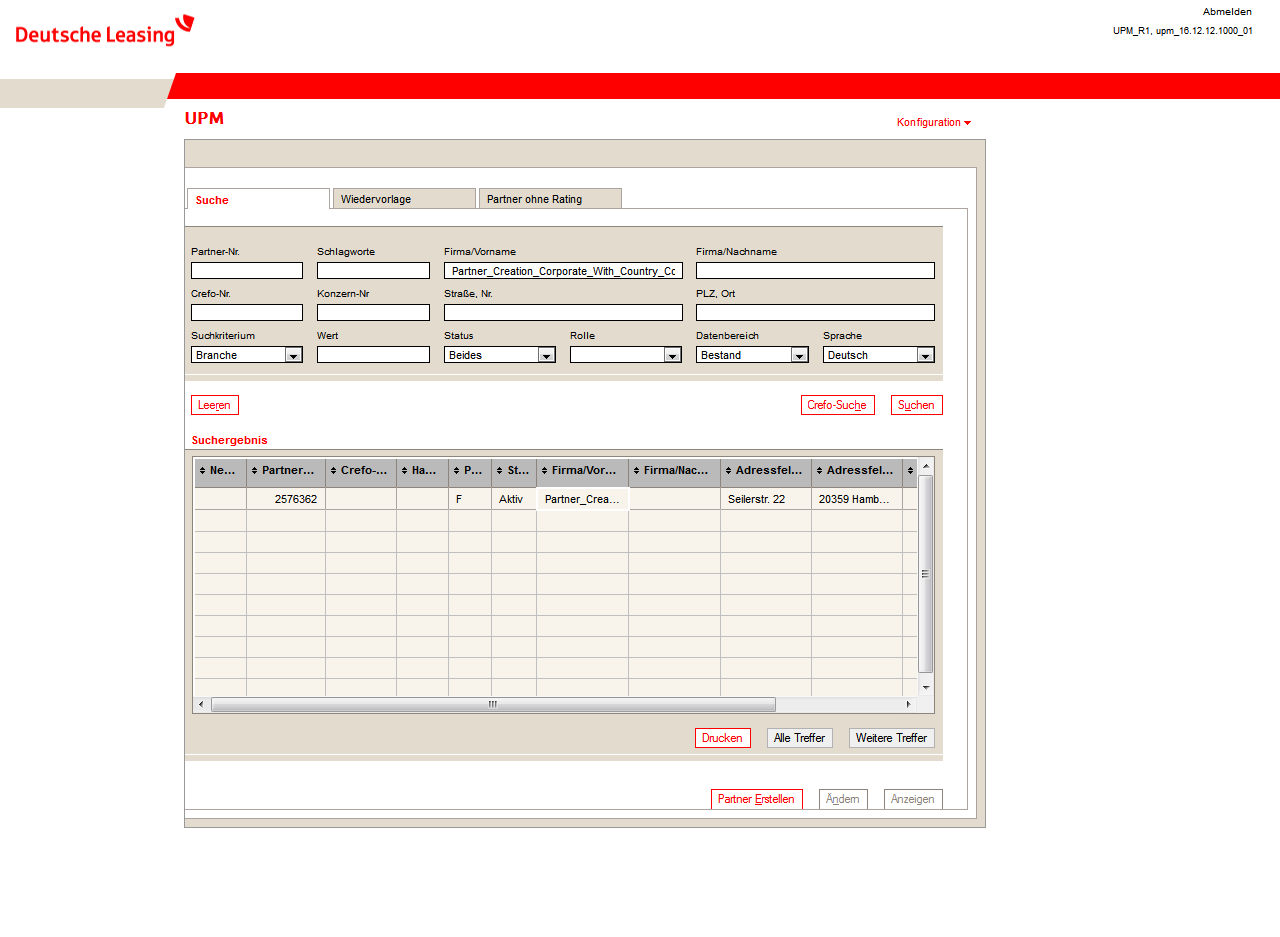 Abmelden
Deutsche Leasing
UPM_R1, upm_16.12.12.1000_01
UPM
Konfiguration
Suche Wiedervorlage Partner ohne Rating
Partner-Nr. Schlagworte Firma/Vorname Firma/Nachname
Partner_Creation_Corporate_With_Country_Co
Crefo-Nr. Konzern-Nr Straße, Nr. PLZ, Ort
Suchkriterium Wert Status Rolle Datenbereich Sprache
Branche Beides Bestand Deutsch
Leeren Crefo-Suche Suchen
Suchergebnis
Ne... Partner... Crefo-... Ha... P... St... Firma/Vor... Firma/Nac... Adressfel... Adressfel...
2576362 F Aktiv Partner_Crea... Seilerstr. 22 20359 Hamb...
Drucken Alle Treffer Weitere Treffer
Partner Erstellen Ändern Anzeigen